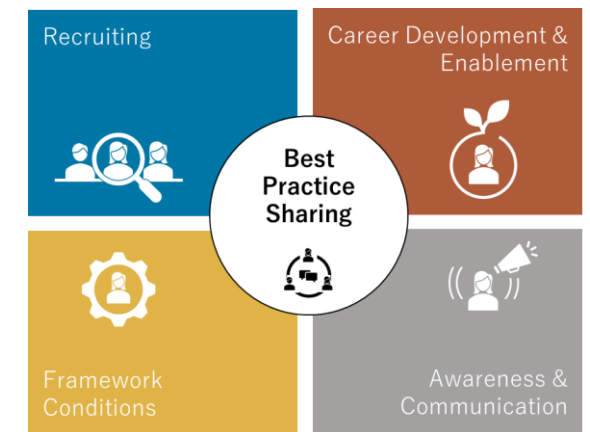 Recruiting
Career Development &
Enablement
Best
Practice
Sharing
Framework
Conditions
Awareness &
Communication